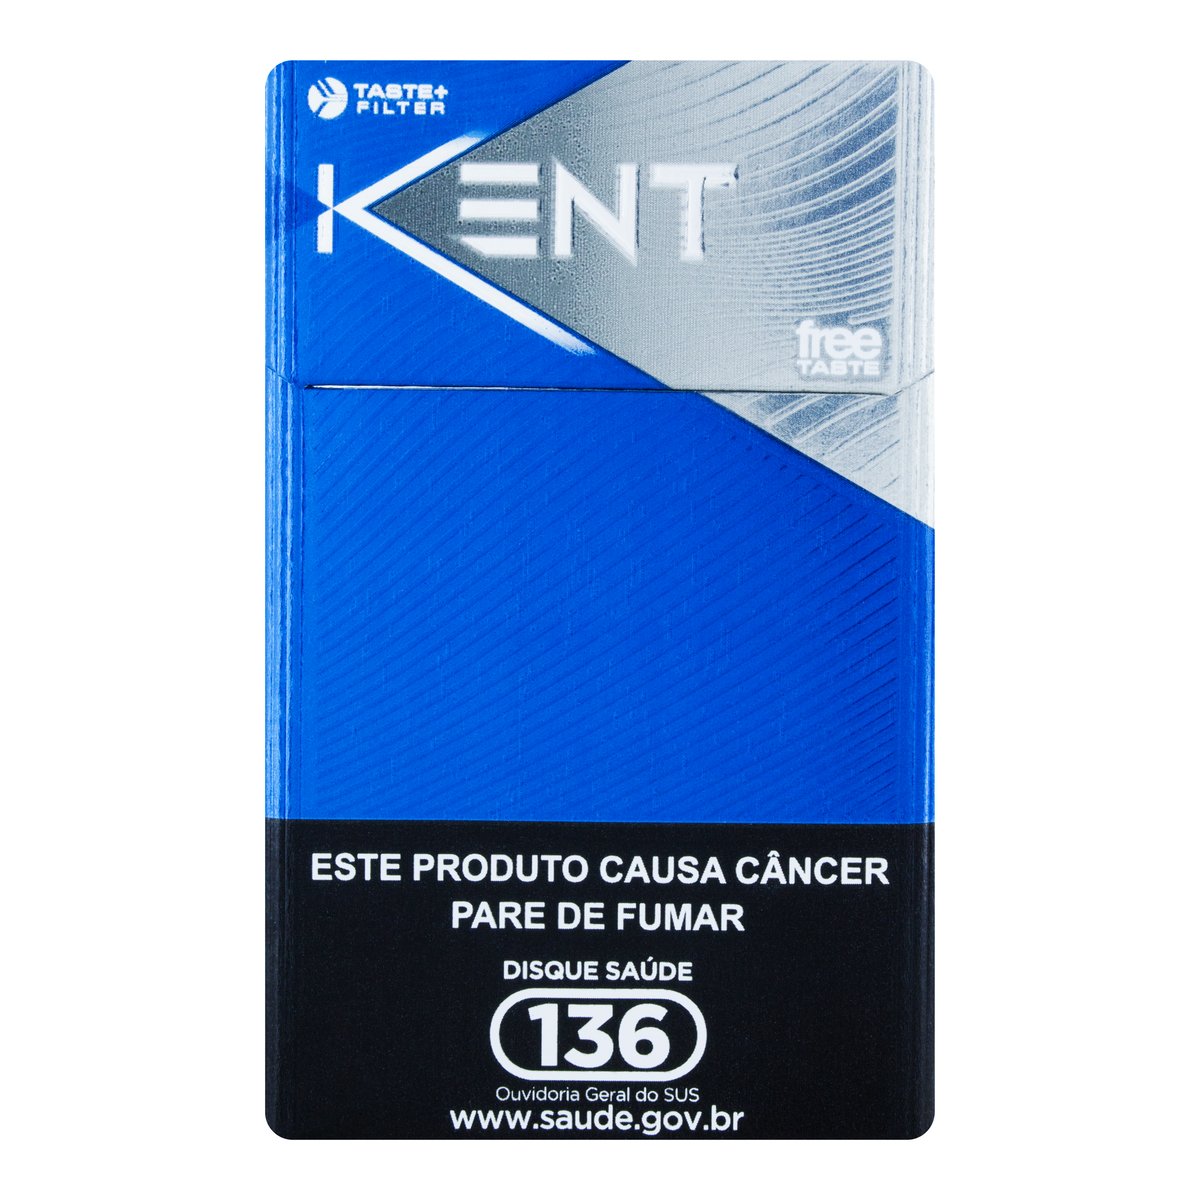 TASTE+
FILTER
KENT
free
TASTE
ESTE PRODUTO CAUSA CÂNCER
PARE DE FUMAR
DISQUE SAÚDE
136
Ouvidoria Geral do SUS
www.saude.gov.br